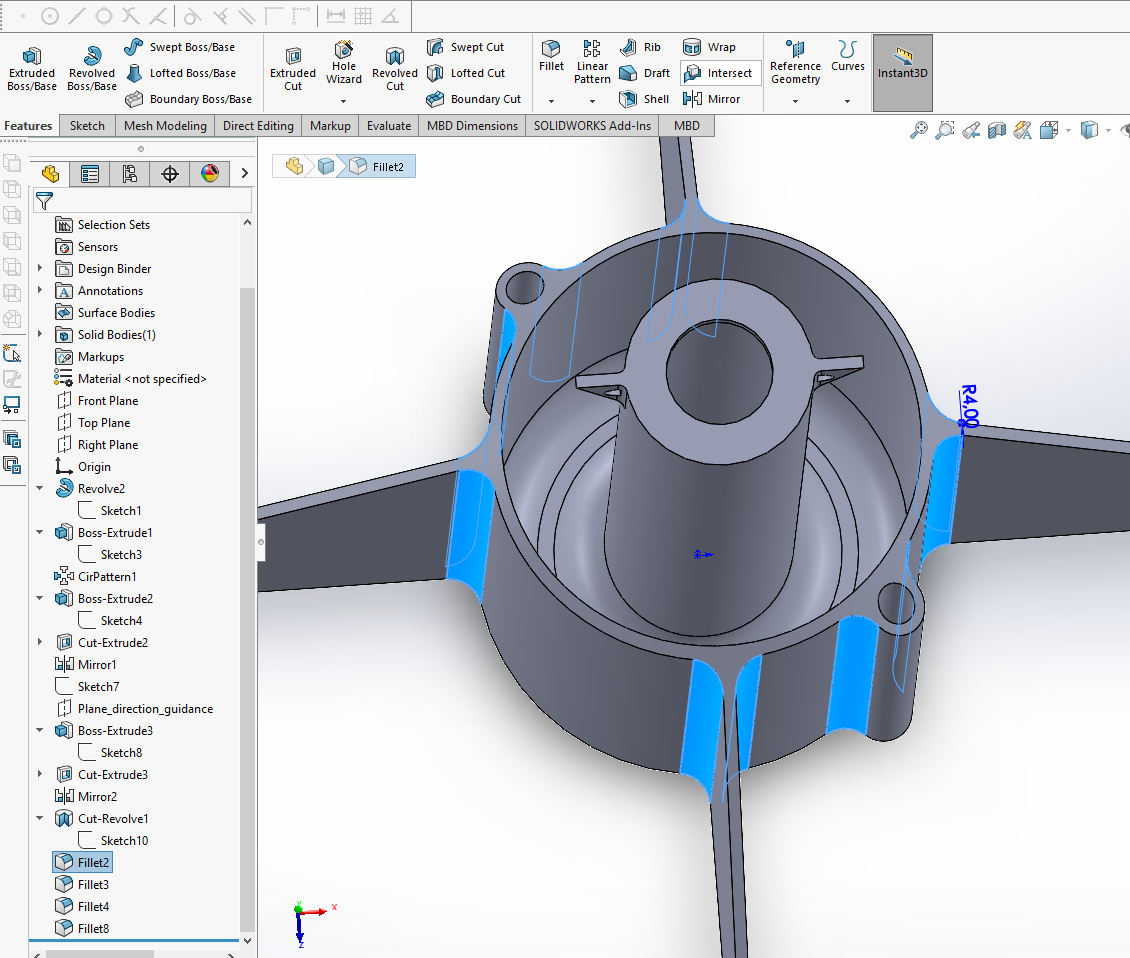 Extruded Boss/Base
Revolved Boss/Base
Swept Boss/Base
Lofted Boss/Base
Boundary Boss/Base
Extruded Cut
Hole Wizard
Revolved Cut
Swept Cut
Lofted Cut
Boundary Cut
Fillet
Linear Pattern
Rib
Draft
Shell
Wrap
Intersect
Mirror
Reference Geometry
Curves
Instant3D
Features
Sketch
Mesh Modeling
Direct Editing
Markup
Evaluate
MBD Dimensions
SOLIDWORKS Add-Ins
MBD
Fillet2
Selection Sets
Sensors
Design Binder
Annotations
Surface Bodies
Solid Bodies(1)
Markups
Material <not specified>
Front Plane
Top Plane
Right Plane
Origin
Revolve2
Sketch1
Boss-Extrude1
Sketch3
CirPattern1
Boss-Extrude2
Sketch4
Cut-Extrude2
Mirror1
Sketch7
Plane_direction_guidance
Boss-Extrude3
Sketch8
Cut-Extrude3
Mirror2
Cut-Revolve1
Sketch10
Fillet2
Fillet3
Fillet4
Fillet8
R4,00
Y
X
Z